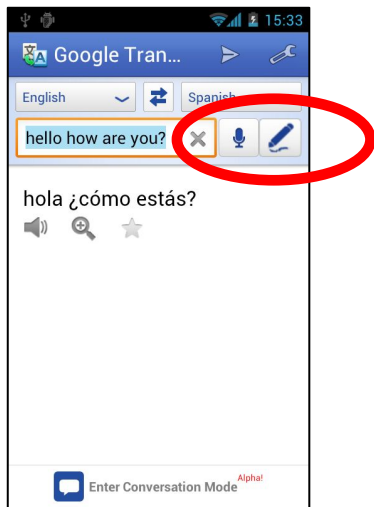 15:33
Google Tran...
English Spanish
hello how are you?
hola ¿cómo estás?
Enter Conversation Mode Alpha!